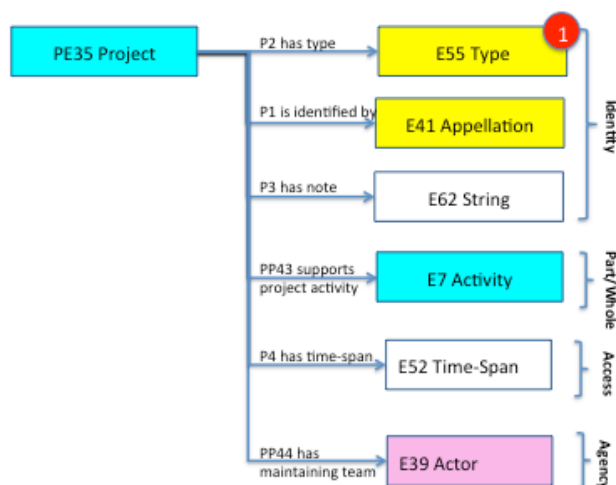 PE35 Project
P2 has type
E55 Type
1
P1 is identified by
E41 Appellation
P3 has note
E62 String
Identity
PP43 supports
project activity
E7 Activity
Part/Whole
P4 has time-span
E52 Time-Span
Access
PP44 has
maintaining team
E39 Actor
Agency